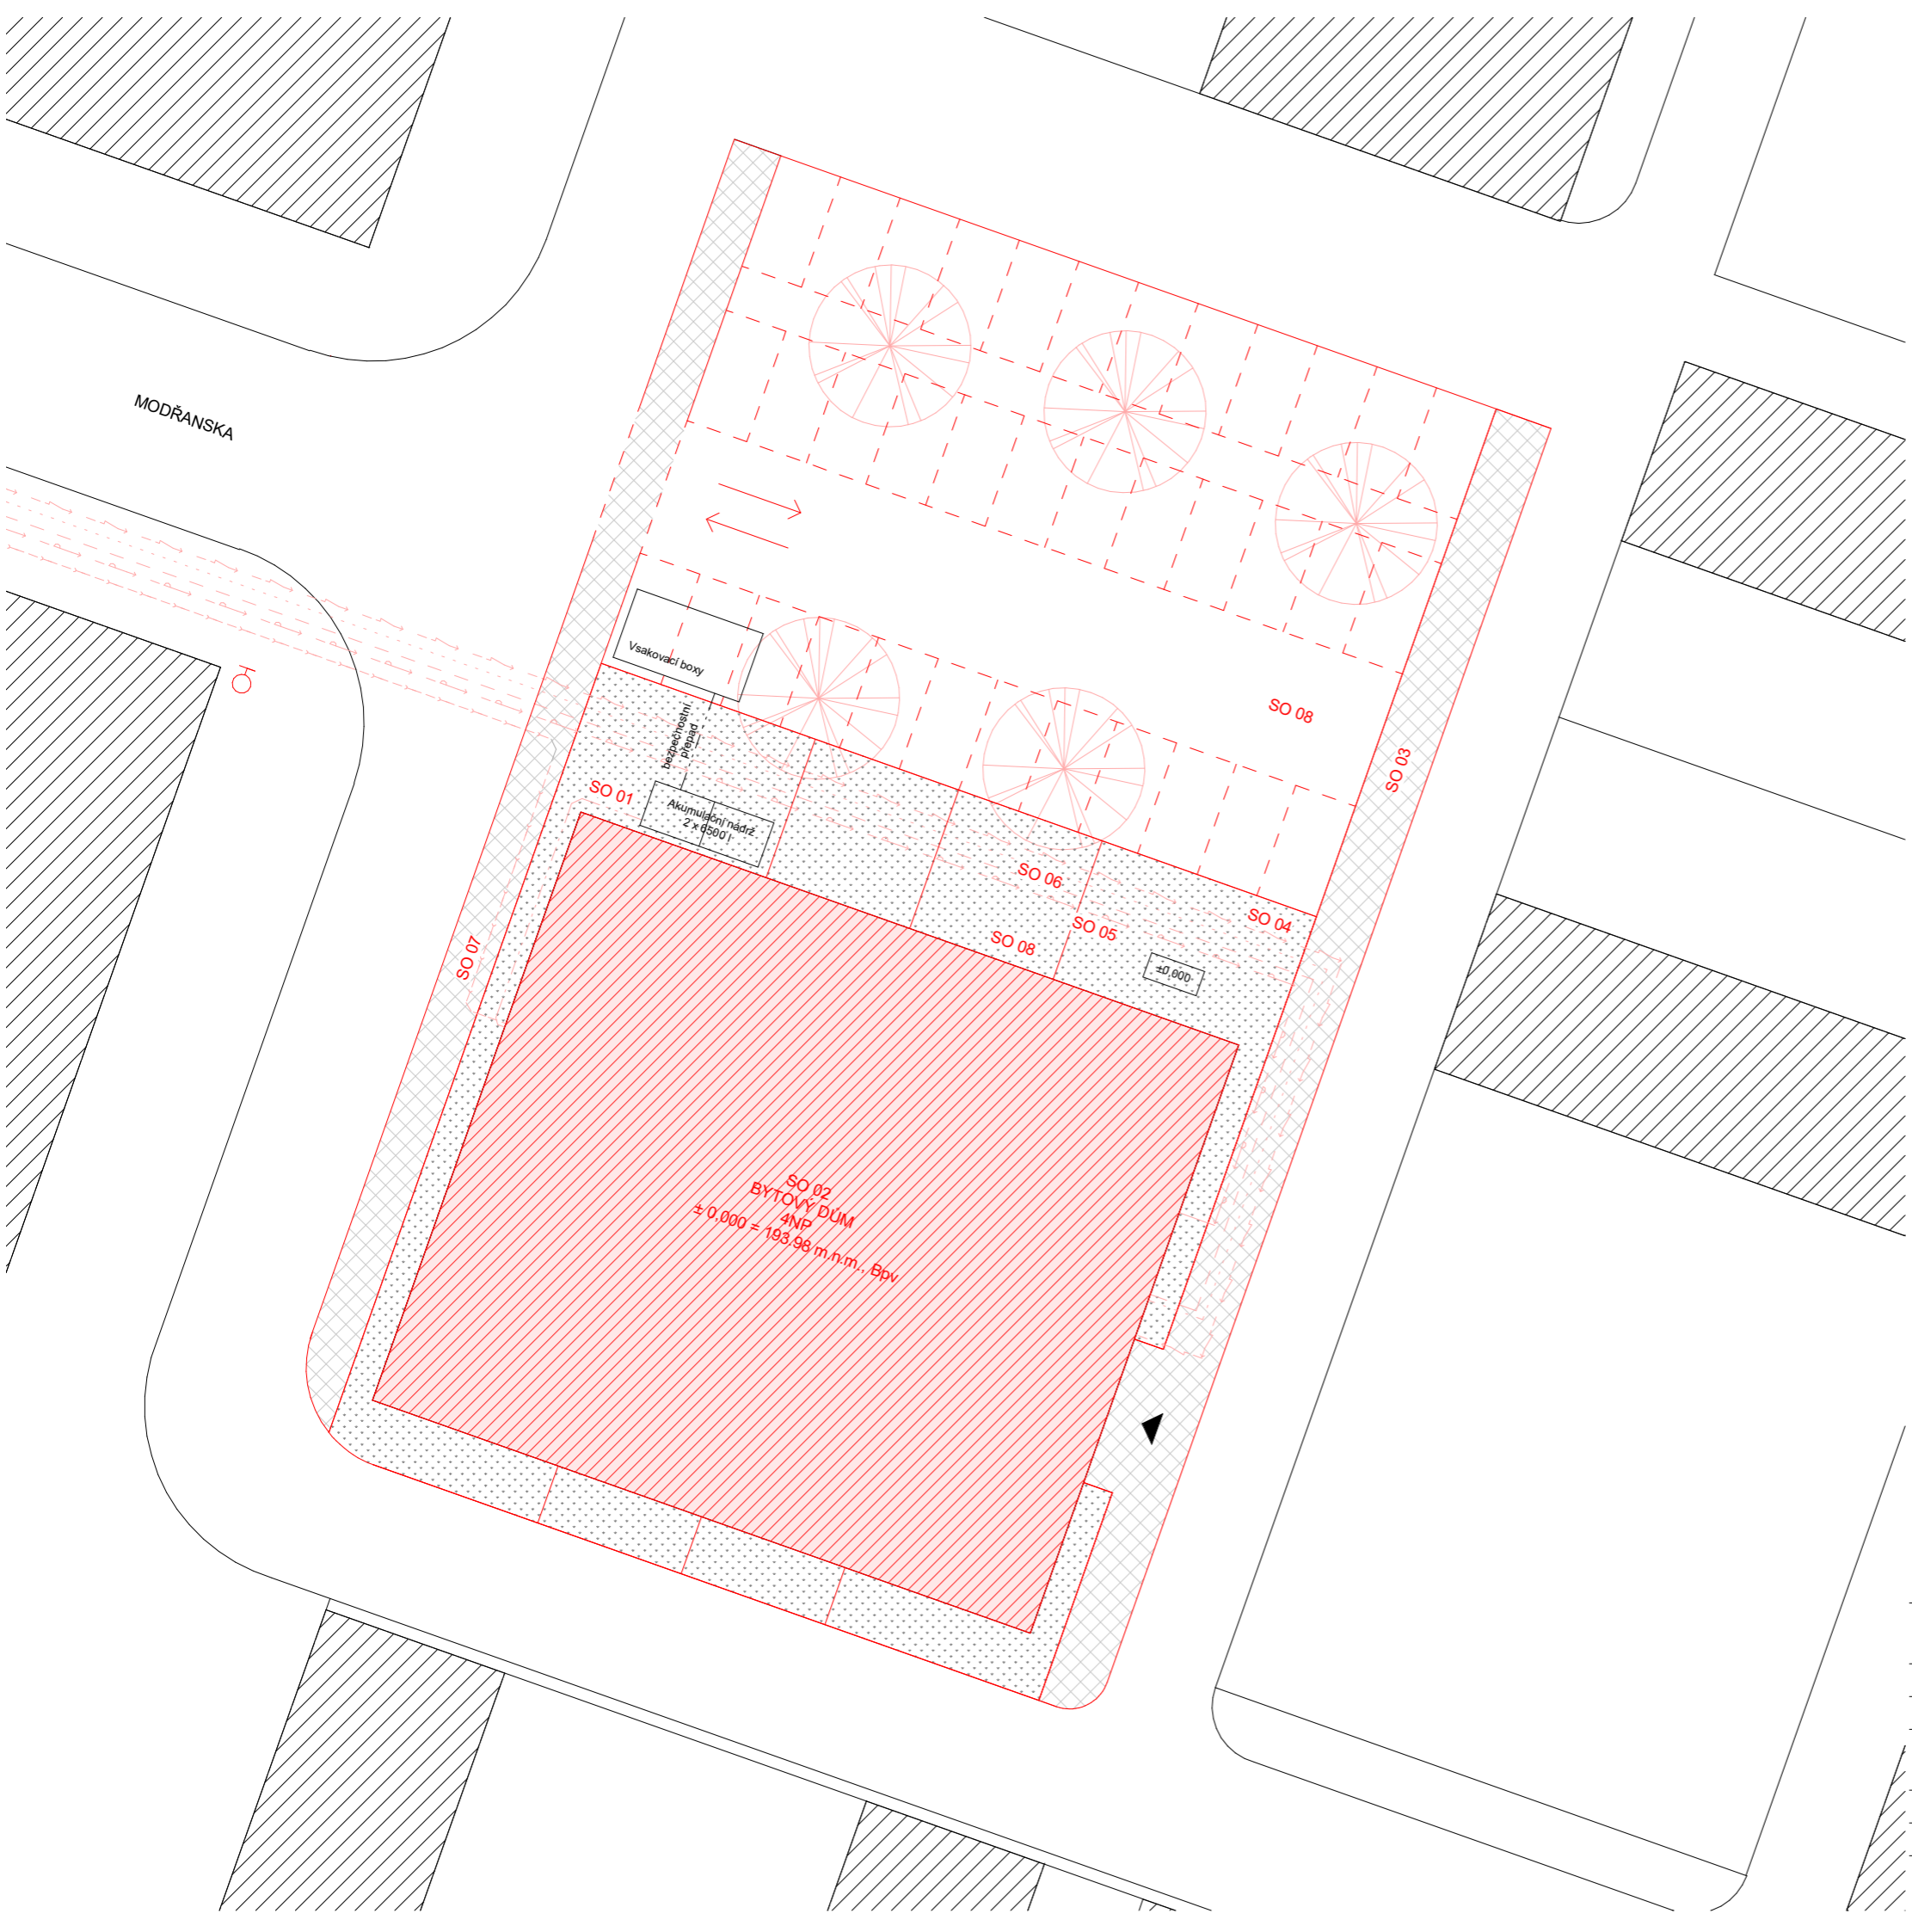 MODŘANSKA
Vsakovací boxy
bezpečnostní
přepad
SO 01
Akumulační nádrž
2 x 6500 l
SO 08
SO 03
SO 06
SO 04
SO 05
SO 08
±0,000
SO 07
SO 02
BYTOVÝ DŮM
4NP
± 0,000 = 193,98 m.n.m., Bpv